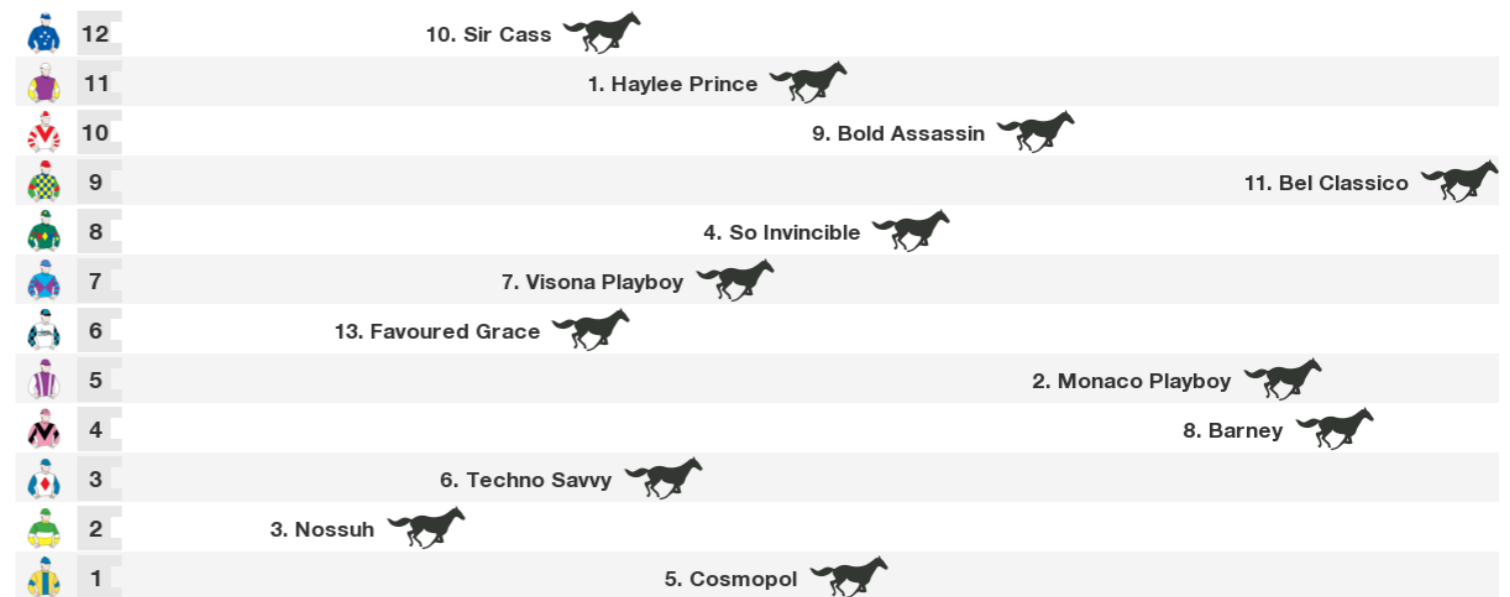 12 10. Sir Cass
11 1. Haylee Prince
10 9. Bold Assassin
9 11. Bel Classico
8 4. So Invincible
7 7. Visona Playboy
6 13. Favoured Grace
5 2. Monaco Playboy
4 8. Barney
3 6. Techno Savvy
2 3. Nossuh
1 5. Cosmopol